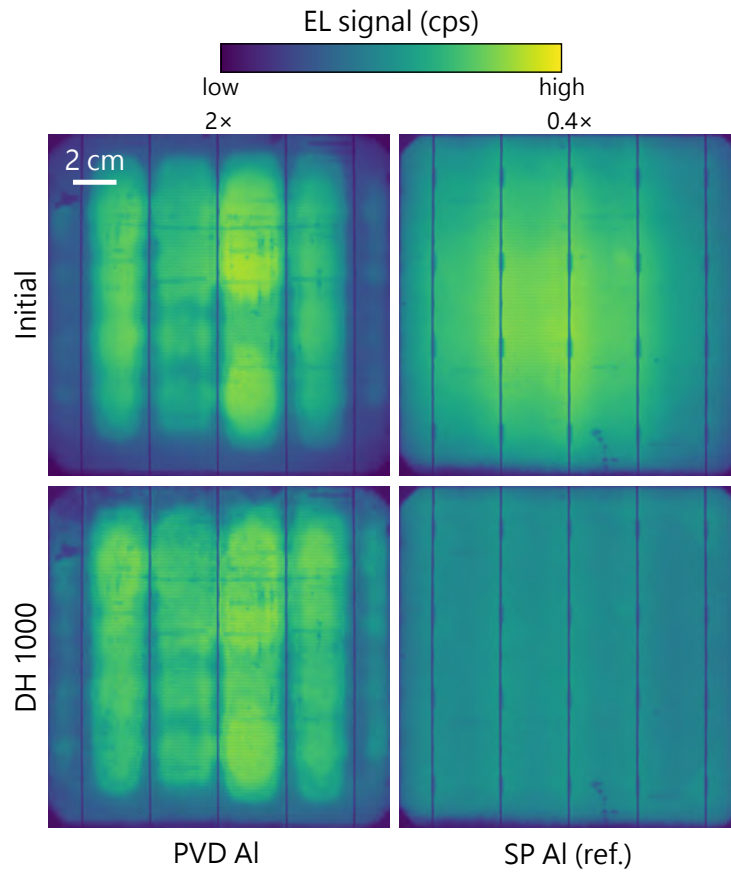 EL signal (cps)
low high
2× 0.4×
2 cm
Initial
DH 1000
PVD Al SP Al (ref.)